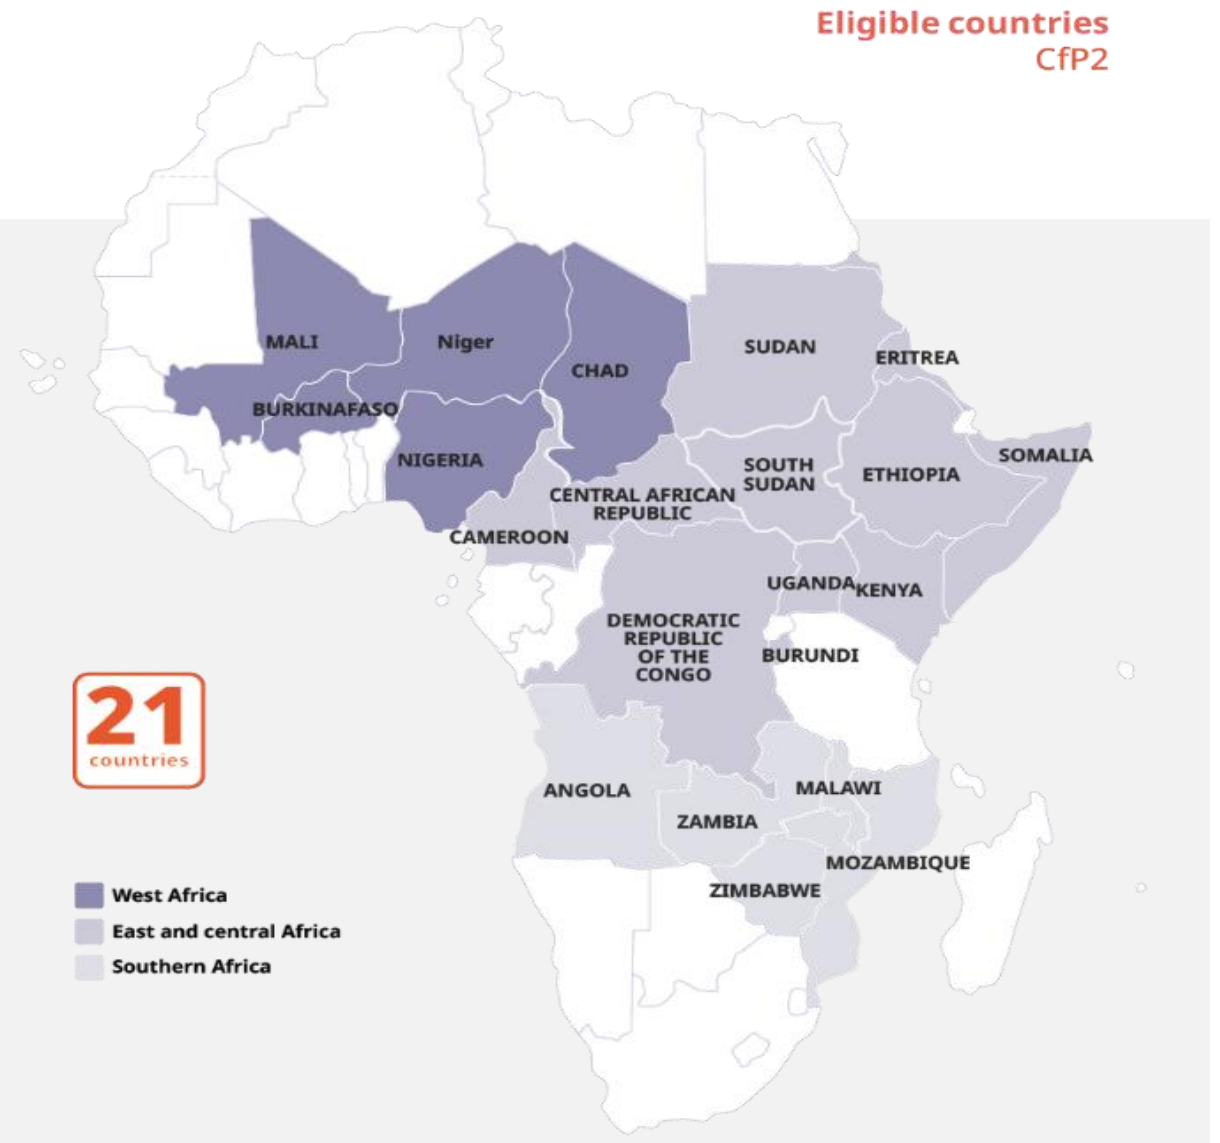 Eligible countries
CfP2
MALI
Niger
CHAD
SUDAN
ERITREA
BURKINAFASO
NIGERIA
SOUTH
SUDAN
ETHIOPIA
SOMALIA
CENTRAL AFRICAN
REPUBLIC
CAMEROON
UGANDA
KENYA
DEMOCRATIC
REPUBLIC
OF THE
CONGO
BURUNDI
21
countries
ANGOLA
MALAWI
ZAMBIA
MOZAMBIQUE
ZIMBABWE
West Africa
East and central Africa
Southern Africa